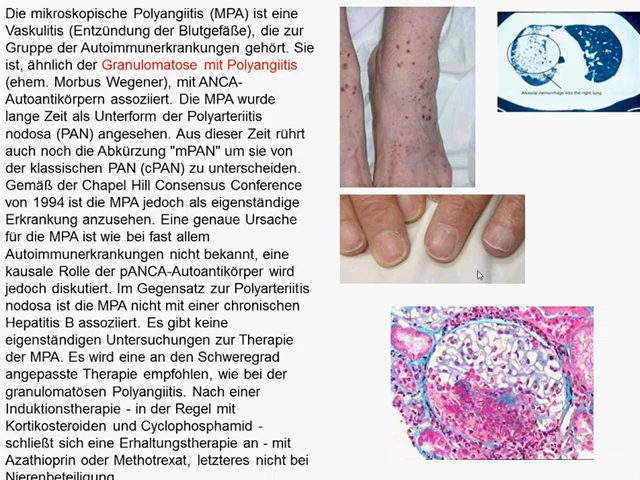 Die mikroskopische Polyangiitis (MPA) ist eine
Vaskulitis (Entzündung der Blutgefäße), die zur
Gruppe der Autoimmunerkrankungen gehört. Sie
ist, ähnlich der Granulomatose mit Polyangiitis
(ehem. Morbus Wegener), mit ANCA-
Autoantikörpern assoziiert. Die MPA wurde
lange Zeit als Unterform der Polyarteriitis
nodosa (PAN) angesehen. Aus dieser Zeit rührt
auch noch die Abkürzung "mPAN" um sie von
der klassischen PAN (cPAN) zu unterscheiden.
Gemäß der Chapel Hill Consensus Conference
von 1994 ist die MPA jedoch als eigenständige
Erkrankung anzusehen. Eine genaue Ursache
für die MPA ist wie bei fast allem
Autoimmunerkrankungen nicht bekannt, eine
kausale Rolle der pANCA-Autoantikörper wird
jedoch diskutiert. Im Gegensatz zur Polyarteriitis
nodosa ist die MPA nicht mit einer chronischen
Hepatitis B assoziiert. Es gibt keine
eigenständigen Untersuchungen zur Therapie
der MPA. Es wird eine an den Schweregrad
angepasste Therapie empfohlen, wie bei der
granulomatösen Polyangiitis. Nach einer
Induktionstherapie - in der Regel mit
Kortikosteroiden und Cyclophosphamid -
schließt sich eine Erhaltungstherapie an - mit
Azathioprin oder Methotrexat, letzteres nicht bei
Nierenbeteiligung.
Alveolar hemorrhage into the right lung